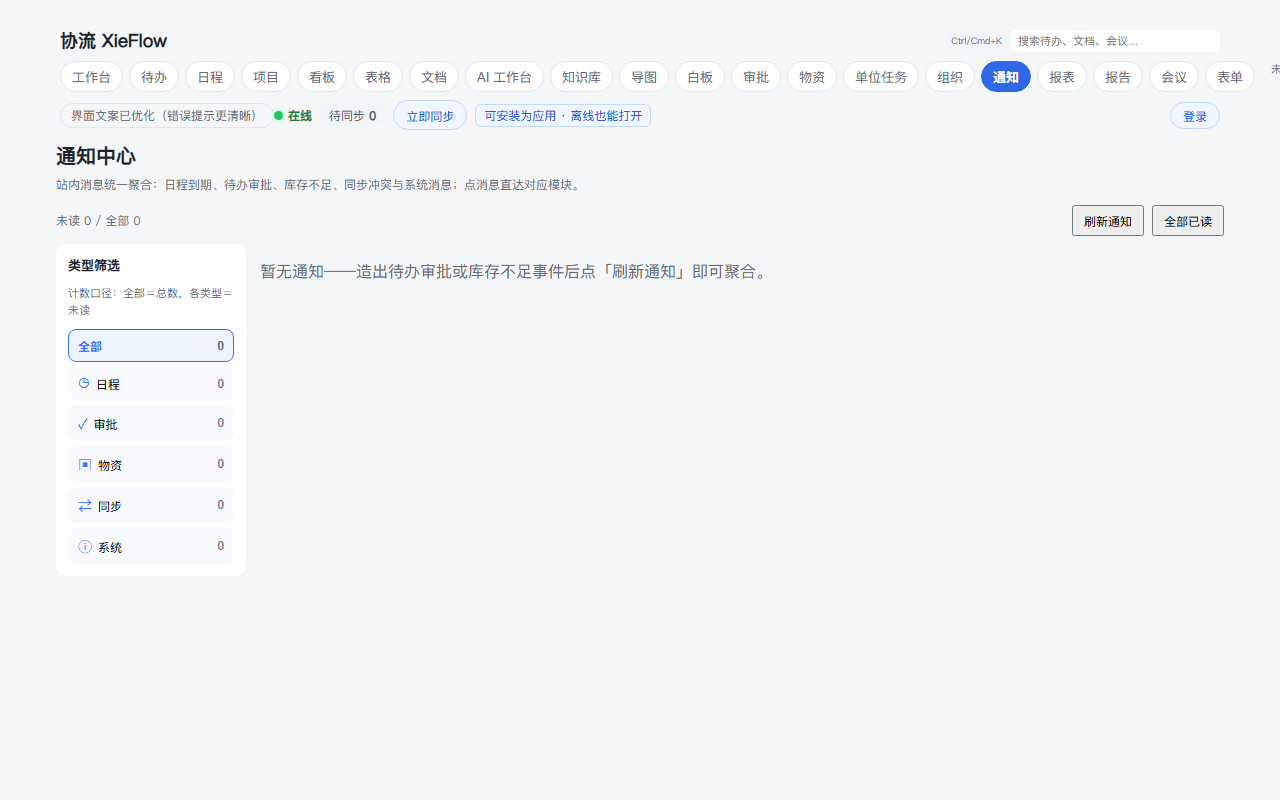 协流 XieFlow
Ctrl/Cmd+K
搜索待办、文档、会议…
工作台
待办
日程
项目
看板
表格
文档
AI 工作台
知识库
导图
白板
审批
物资
单位任务
组织
通知
报表
报告
会议
表单
未
界面文案已优化（错误提示更清晰）
在线
待同步 0
立即同步
可安装为应用 · 离线也能打开
登录
通知中心
站内消息统一聚合：日程到期、待办审批、库存不足、同步冲突与系统消息；点消息直达对应模块。
未读 0 / 全部 0
刷新通知
全部已读
类型筛选
计数口径：全部＝总数，各类型＝
未读
全部 0
日程 0
审批 0
物资 0
同步 0
系统 0
暂无通知——造出待办审批或库存不足事件后点「刷新通知」即可聚合。